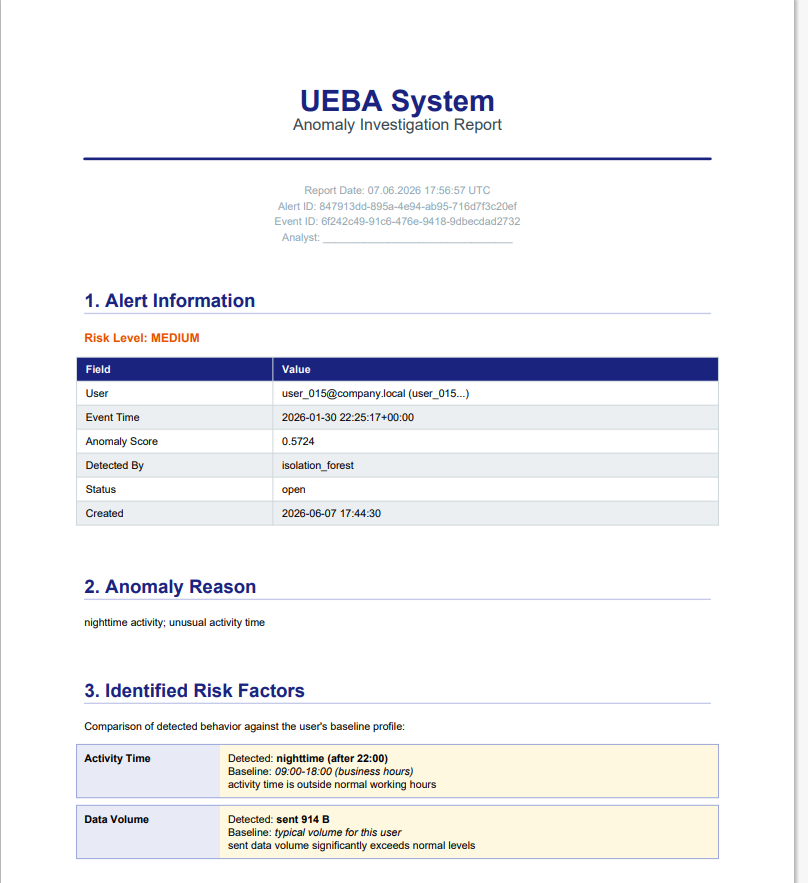 UEBA System
Anomaly Investigation Report
Report Date: 07.06.2026 17:56:57 UTC
Alert ID: 847913dd-895a-4e94-ab95-716d7f3c20ef
Event ID: 6f242c49-91c6-476e-9418-9dbecdad2732
Analyst: ________________________________
1. Alert Information
Risk Level: MEDIUM
Field Value
User user_015@company.local (user_015...)
Event Time 2026-01-30 22:25:17+00:00
Anomaly Score 0.5724
Detected By isolation_forest
Status open
Created 2026-06-07 17:44:30
2. Anomaly Reason
nighttime activity; unusual activity time
3. Identified Risk Factors
Comparison of detected behavior against the user's baseline profile:
Activity Time Detected: nighttime (after 22:00)
Baseline: 09:00-18:00 (business hours)
activity time is outside normal working hours
Data Volume Detected: sent 914 B
Baseline: typical volume for this user
sent data volume significantly exceeds normal levels